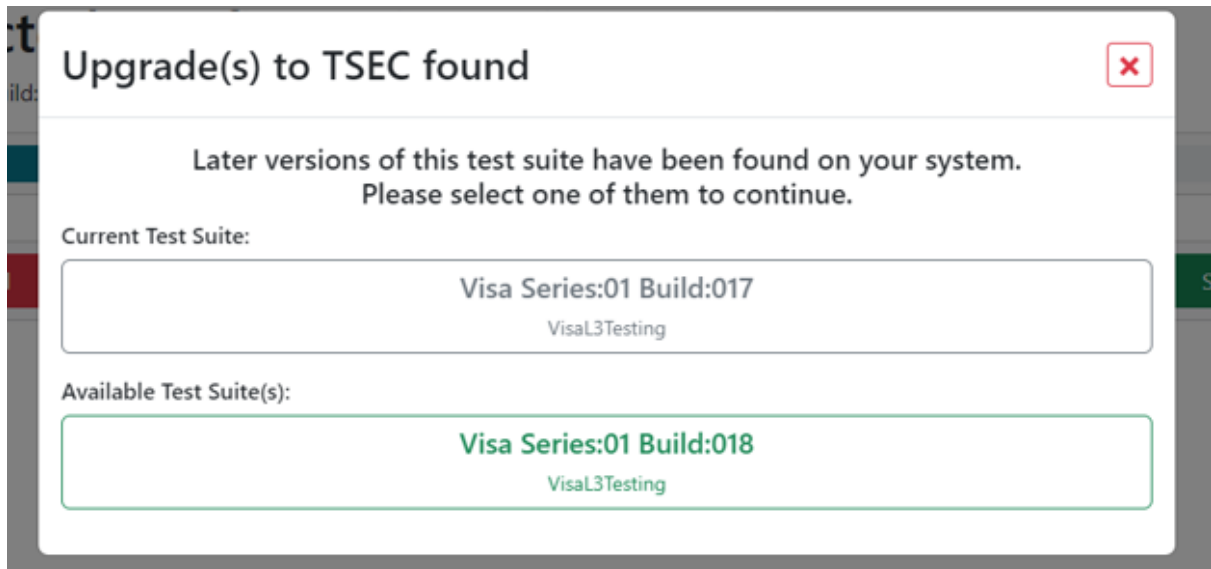 Upgrade(s) to TSEC found
ild:
Later versions of this test suite have been found on your system.
Please select one of them to continue.
Current Test Suite:
Visa Series:01 Build:017
VisaL3Testing
Available Test Suite(s):
Visa Series:01 Build:018
VisaL3Testing